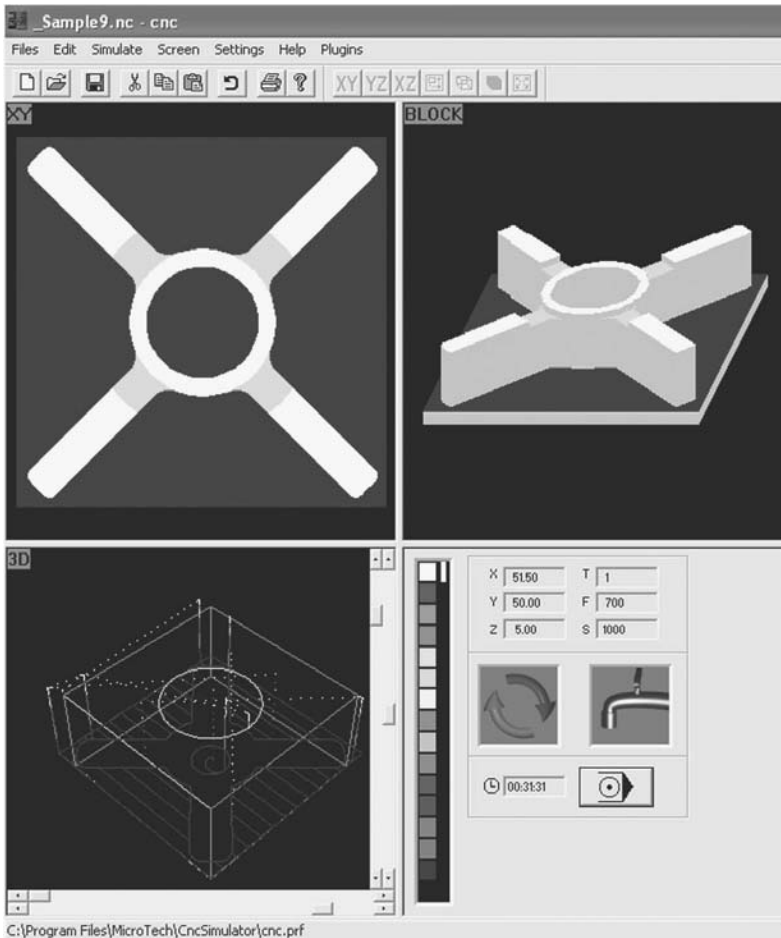 _Sample9.nc - cnc
Files Edit Simulate Screen Settings Help Plugins
XY YZ XZ
XY
BLOCK
3D
X 51.50 T 1
Y 50.00 F 700
Z 5.00 S 1000
00:31:31
C:\Program Files\MicroTech\CncSimulator\cnc.prf